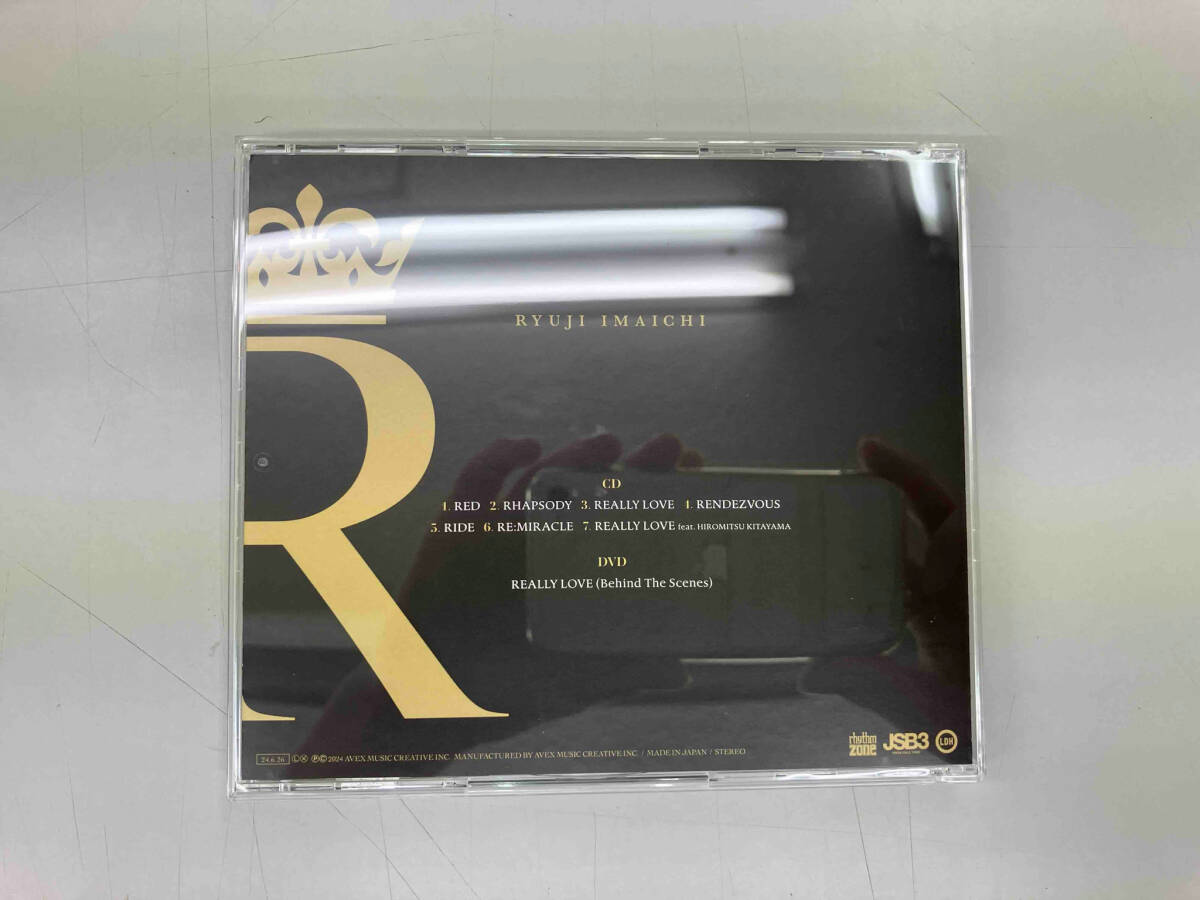 RYUJI IMAICHI
R
CD
1. RED 2. RHAPSODY 3. REALLY LOVE 4. RENDEZVOUS
5. RIDE 6. RE:MIRACLE 7. REALLY LOVE feat. HIROMITSU KITAYAMA
DVD
REALLY LOVE (Behind The Scenes)
rhythm zone JSB3 LDH
24.6.26 Ⓛ Ⓧ ℗©2024 AVEX MUSIC CREATIVE INC. MANUFACTURED BY AVEX MUSIC CREATIVE INC. / MADE IN JAPAN / STEREO